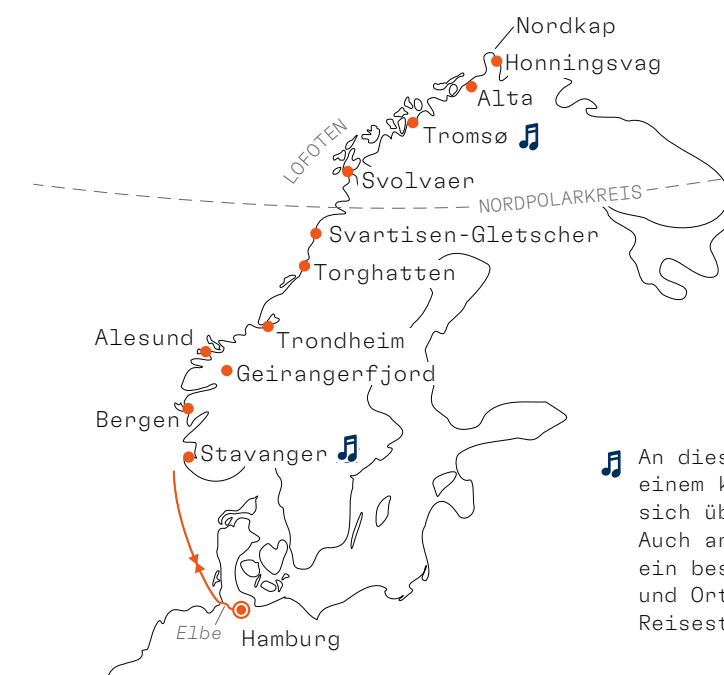 Nordkap
Honningsvag
Alta
Tromsø
LOFOTEN
Svolvaer
NORDPOLARKREIS
Svartisen-Gletscher
Torghatten
Alesund
Trondheim
Geirangerfjord
Bergen
Stavanger
An dies
einem k
sich üb
Auch an
ein bes
und Ort
Reisest
Elbe
Hamburg